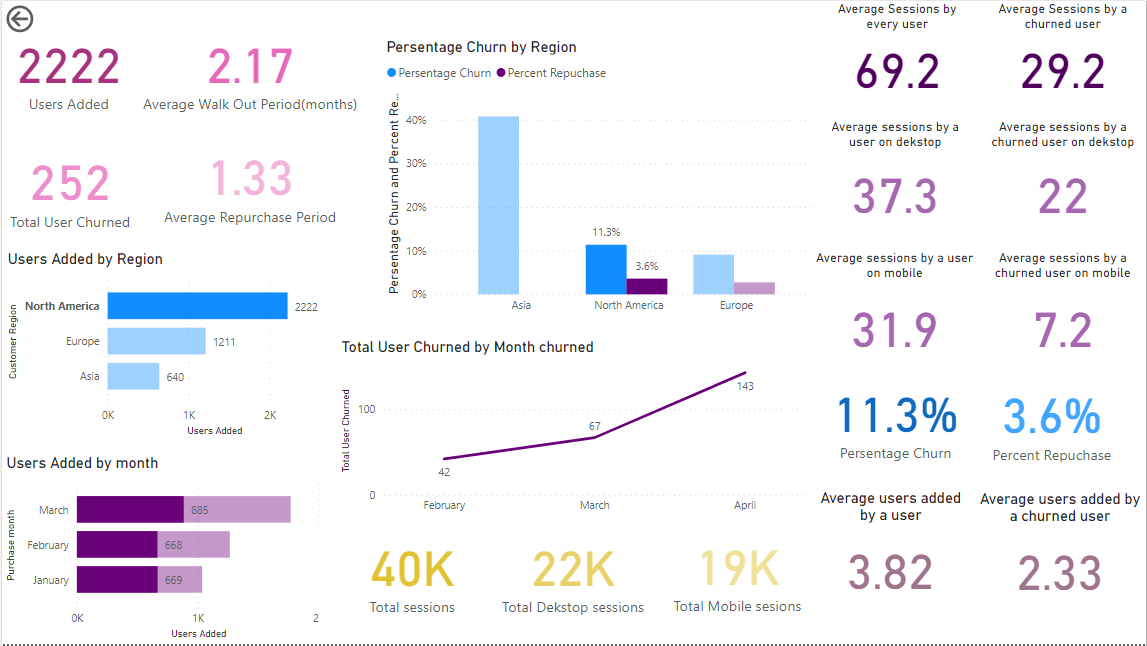 2222
Users Added
2.17
Average Walk Out Period(months)
252
Total User Churned
1.33
Average Repurchase Period
Users Added by Region
Customer Region
North America
2222
Europe
1211
Asia
640
0K
1K
2K
Users Added
Users Added by month
Purchase month
March
885
February
668
January
669
0K
1K
2
Users Added
Persentage Churn by Region
Persentage Churn
Percent Repuchase
Persentage Churn and Percent Re...
40%
30%
20%
10%
0%
11.3%
3.6%
Asia
North America
Europe
Total User Churned by Month churned
Total User Churned
100
0
42
67
143
February
March
April
40K
Total sessions
22K
Total Dekstop sessions
19K
Total Mobile sesions
Average Sessions by
every user
69.2
Average Sessions by a
churned user
29.2
Average sessions by a
user on dekstop
37.3
Average sessions by a
churned user on dekstop
22
Average sessions by a user
on mobile
31.9
Average sessions by a
churned user on mobile
7.2
11.3%
Persentage Churn
3.6%
Percent Repuchase
Average users added
by a user
3.82
Average users added by
a churned user
2.33